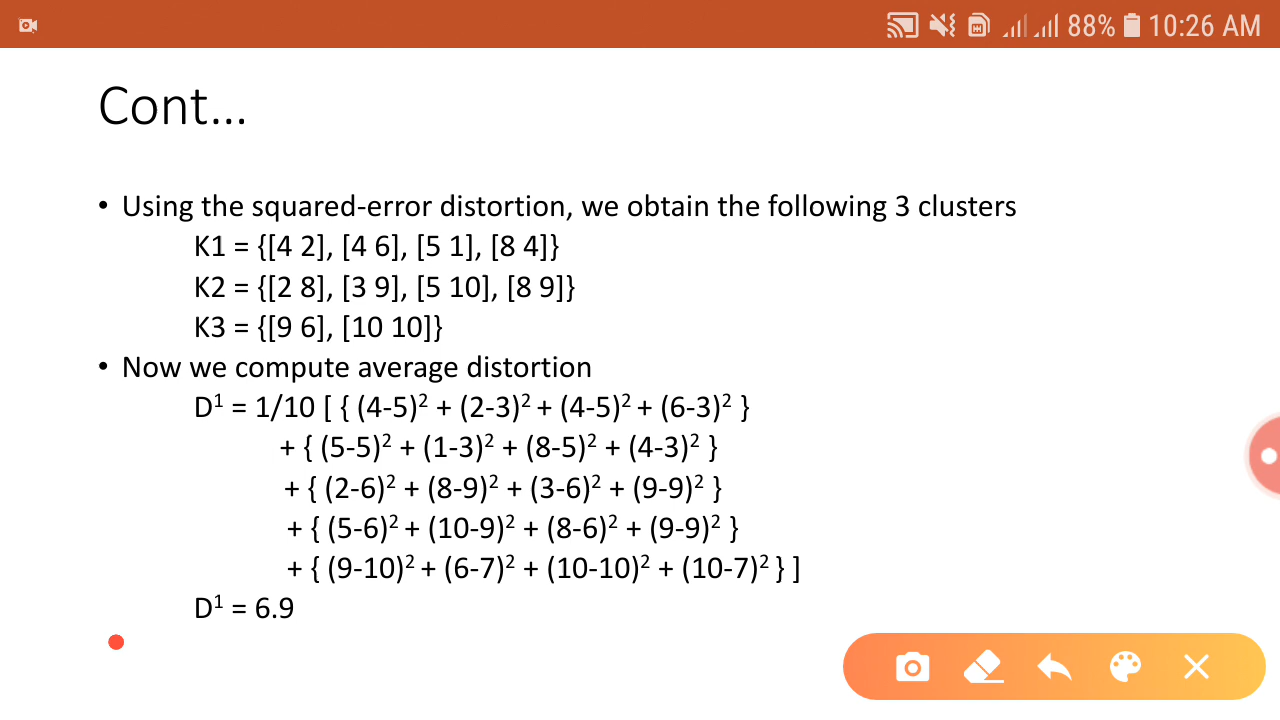 88% 10:26 AM
Cont...
• Using the squared-error distortion, we obtain the following 3 clusters
K1 = {[4 2], [4 6], [5 1], [8 4]}
K2 = {[2 8], [3 9], [5 10], [8 9]}
K3 = {[9 6], [10 10]}
• Now we compute average distortion
D¹ = 1/10 [ { (4-5)² + (2-3)² + (4-5)² + (6-3)² }
+ { (5-5)² + (1-3)² + (8-5)² + (4-3)² }
+ { (2-6)² + (8-9)² + (3-6)² + (9-9)² }
+ { (5-6)² + (10-9)² + (8-6)² + (9-9)² }
+ { (9-10)² + (6-7)² + (10-10)² + (10-7)² } ]
D¹ = 6.9